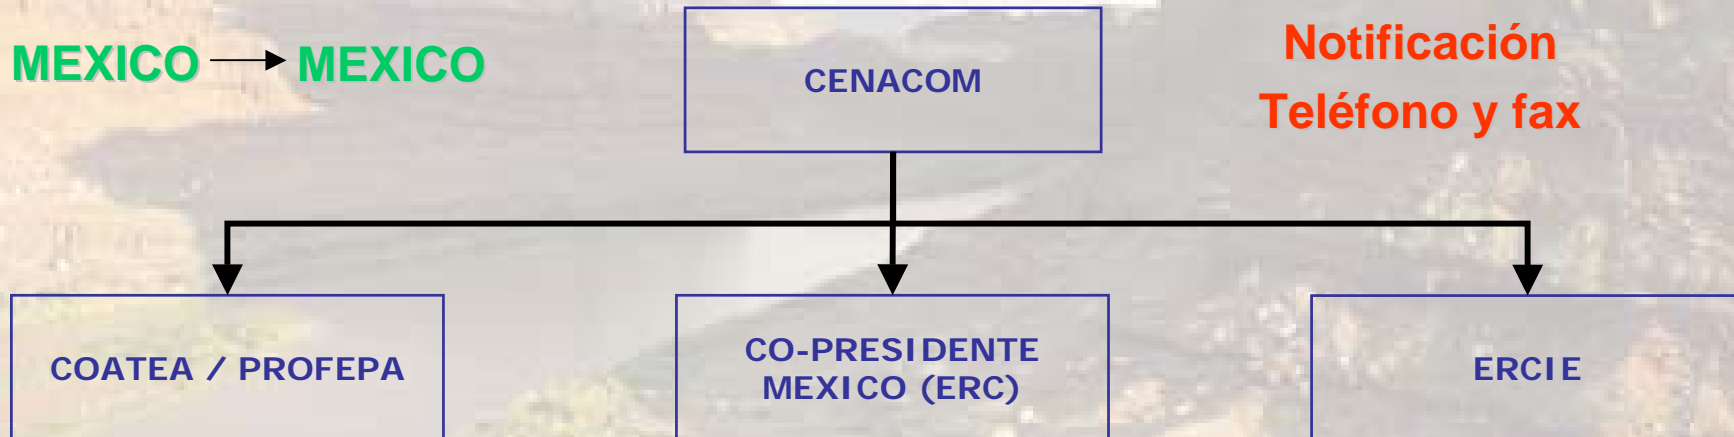 MEXICO → MEXICO
CENACOM
Notificación
Teléfono y fax
COATEA / PROFEPA
CO-PRESIDENTE
MEXICO (ERC)
ERCIE